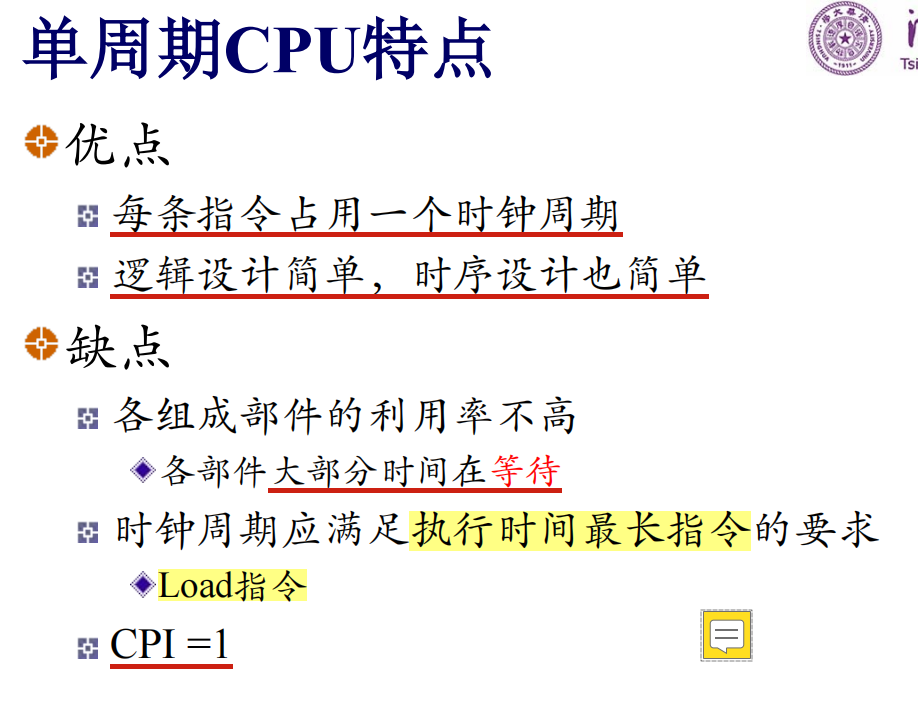 单周期CPU特点
Tsi
优点
每条指令占用一个时钟周期
逻辑设计简单，时序设计也简单
缺点
各组成部件的利用率不高
各部件大部分时间在等待
时钟周期应满足执行时间最长指令的要求
Load指令
CPI =1